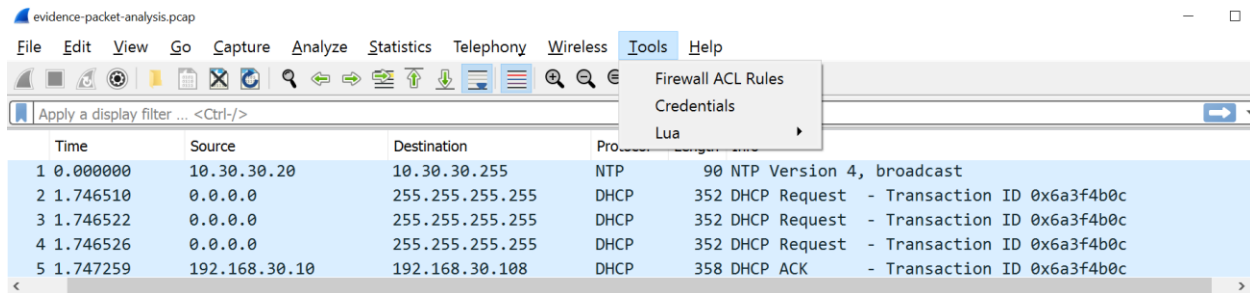 evidence-packet-analysis.pcap
File Edit View Go Capture Analyze Statistics Telephony Wireless Tools Help
Firewall ACL Rules
Credentials
Lua
Apply a display filter ... <Ctrl-/>
Time Source Destination
1 0.000000 10.30.30.20 10.30.30.255 NTP 90 NTP Version 4, broadcast
2 1.746510 0.0.0.0 255.255.255.255 DHCP 352 DHCP Request - Transaction ID 0x6a3f4b0c
3 1.746522 0.0.0.0 255.255.255.255 DHCP 352 DHCP Request - Transaction ID 0x6a3f4b0c
4 1.746526 0.0.0.0 255.255.255.255 DHCP 352 DHCP Request - Transaction ID 0x6a3f4b0c
5 1.747259 192.168.30.10 192.168.30.108 DHCP 358 DHCP ACK - Transaction ID 0x6a3f4b0c